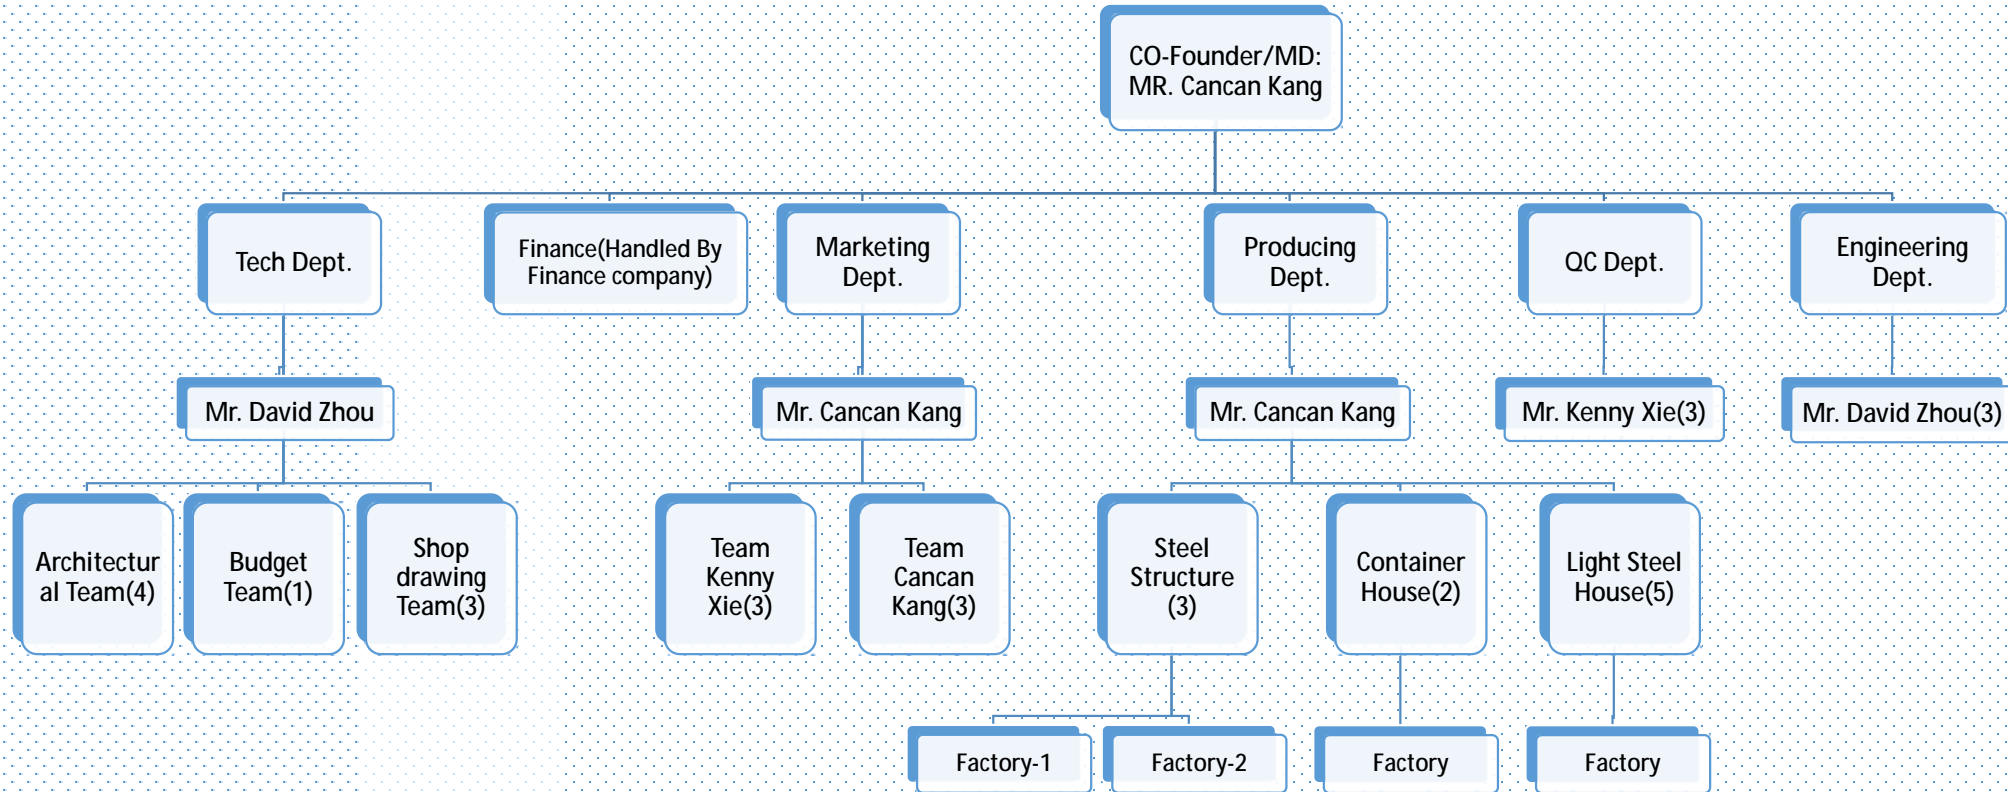 CO-Founder/MD:
MR. Cancan Kang
Tech Dept.
Finance(Handled By
Finance company)
Marketing
Dept.
Producing
Dept.
QC Dept.
Engineering
Dept.
Mr. David Zhou
Mr. Cancan Kang
Mr. Cancan Kang
Mr. Kenny Xie(3)
Mr. David Zhou(3)
Architectur
al Team(4)
Budget
Team(1)
Shop
drawing
Team(3)
Team
Kenny
Xie(3)
Team
Cancan
Kang(3)
Steel
Structure
(3)
Container
House(2)
Light Steel
House(5)
Factory-1
Factory-2
Factory
Factory